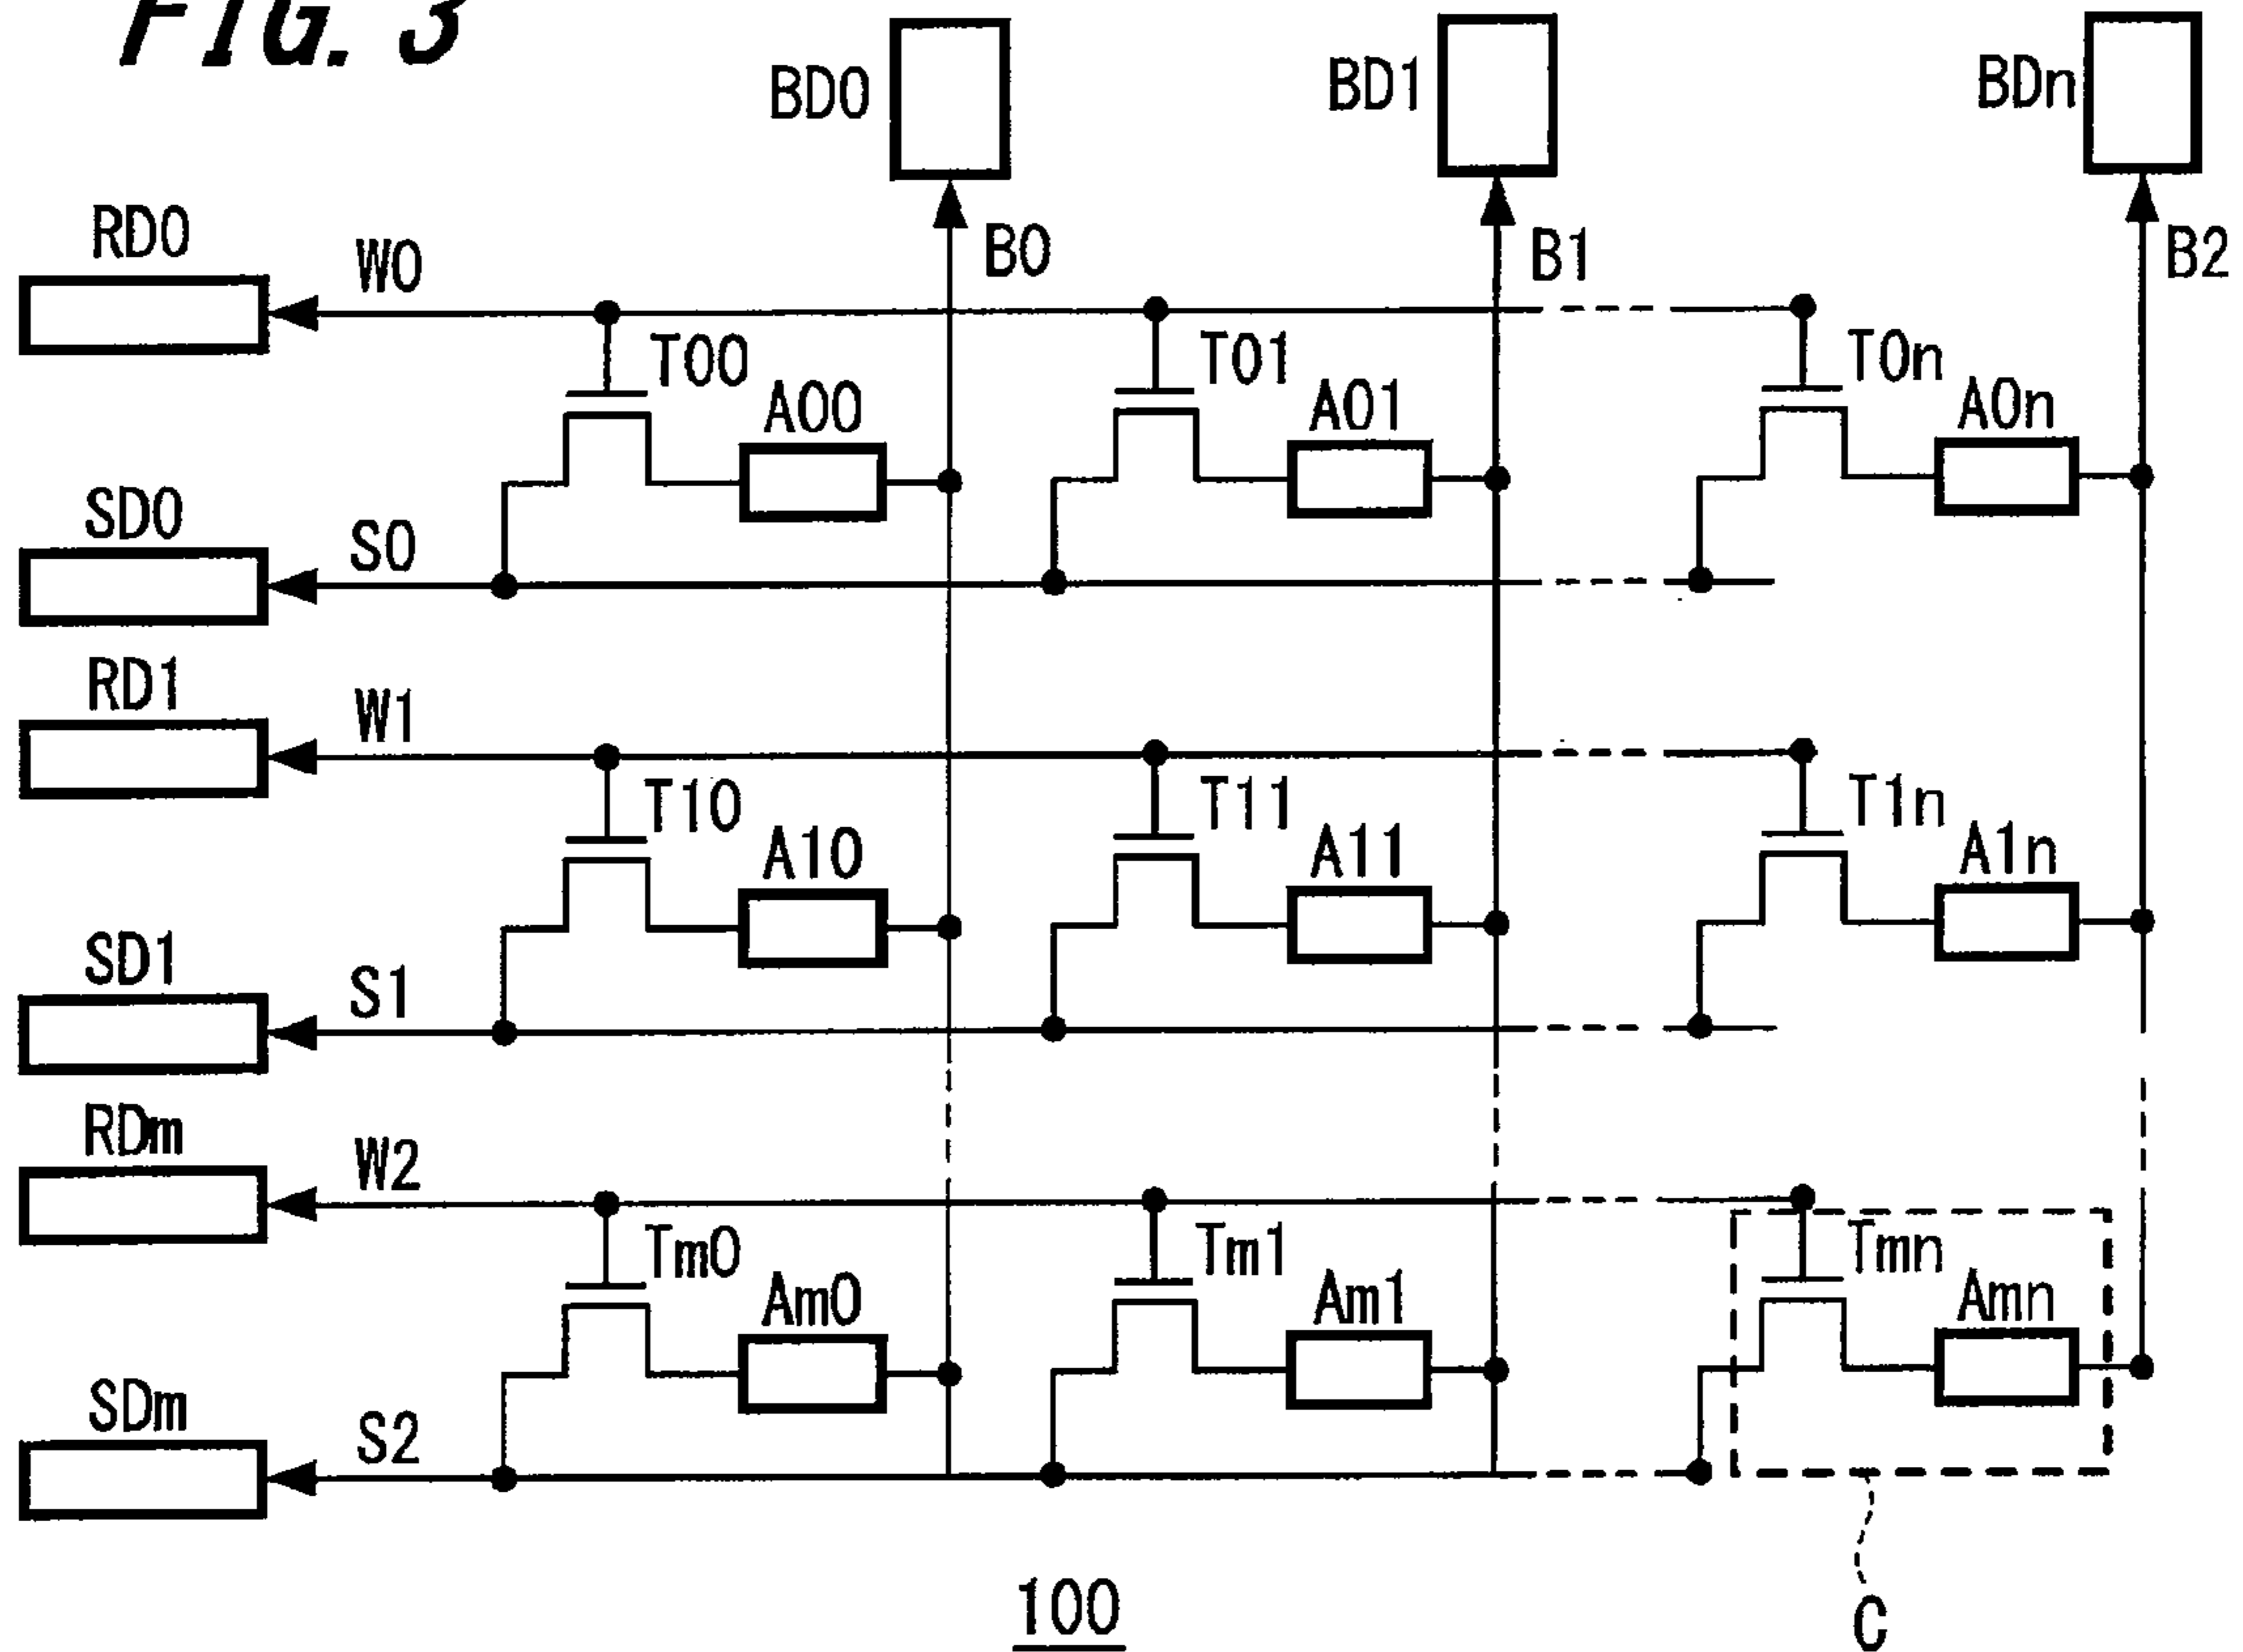 FIG. 3
BD0
BD1
BDn
RD0
W0
B0
B1
B2
T00
T01
T0n
A00
A01
A0n
SD0
S0
RD1
W1
T10
T11
T1n
A10
A11
A1n
SD1
S1
RDm
W2
Tm0
Tm1
Tmn
Am0
Am1
Amn
SDm
S2
100
C